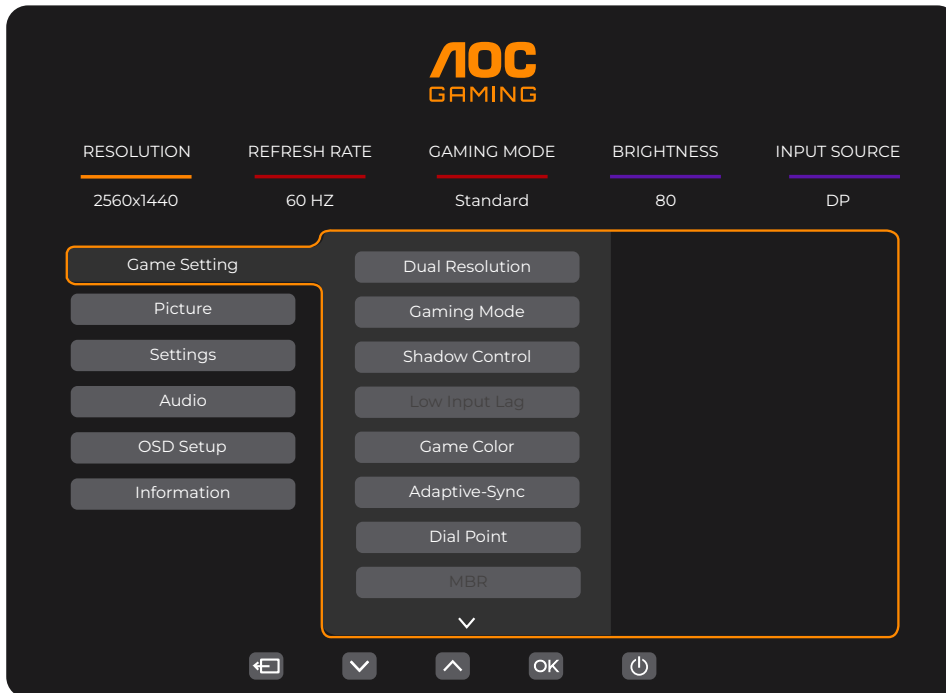 AOC
GAMING
RESOLUTION REFRESH RATE GAMING MODE BRIGHTNESS INPUT SOURCE
2560x1440 60 HZ Standard 80 DP
Game Setting
Picture
Settings
Audio
OSD Setup
Information
Dual Resolution
Gaming Mode
Shadow Control
Low Input Lag
Game Color
Adaptive-Sync
Dial Point
MBR
OK